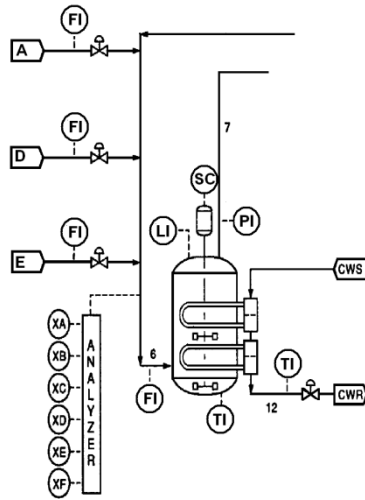 FI
A
7
FI
D
SC
LI
PI
FI
E
CWS
XA
XB
XC
XD
XE
XF
ANALYZER
6
FI
TI
TI
12
CWR